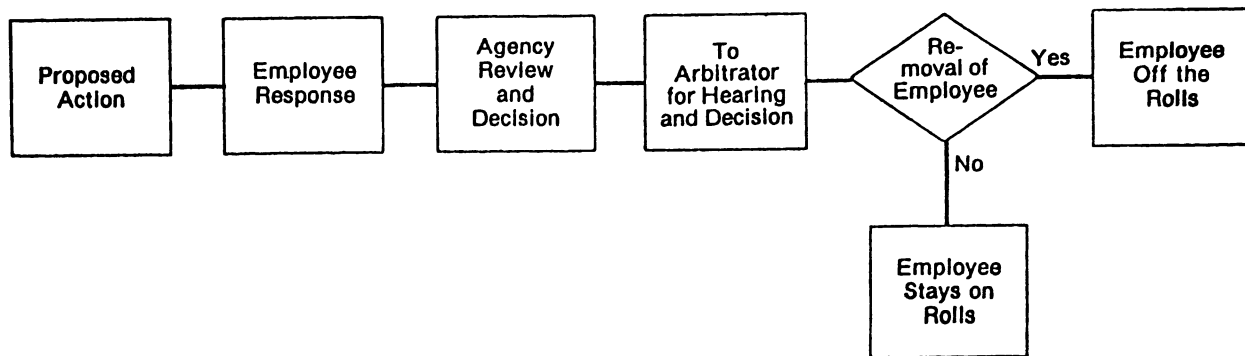 Proposed
Action
Employee
Response
Agency
Review
and
Decision
To
Arbitrator
for Hearing
and Decision
Re-
moval of
Employee
Yes
Employee
Off the
Rolls
No
Employee
Stays on
Rolls